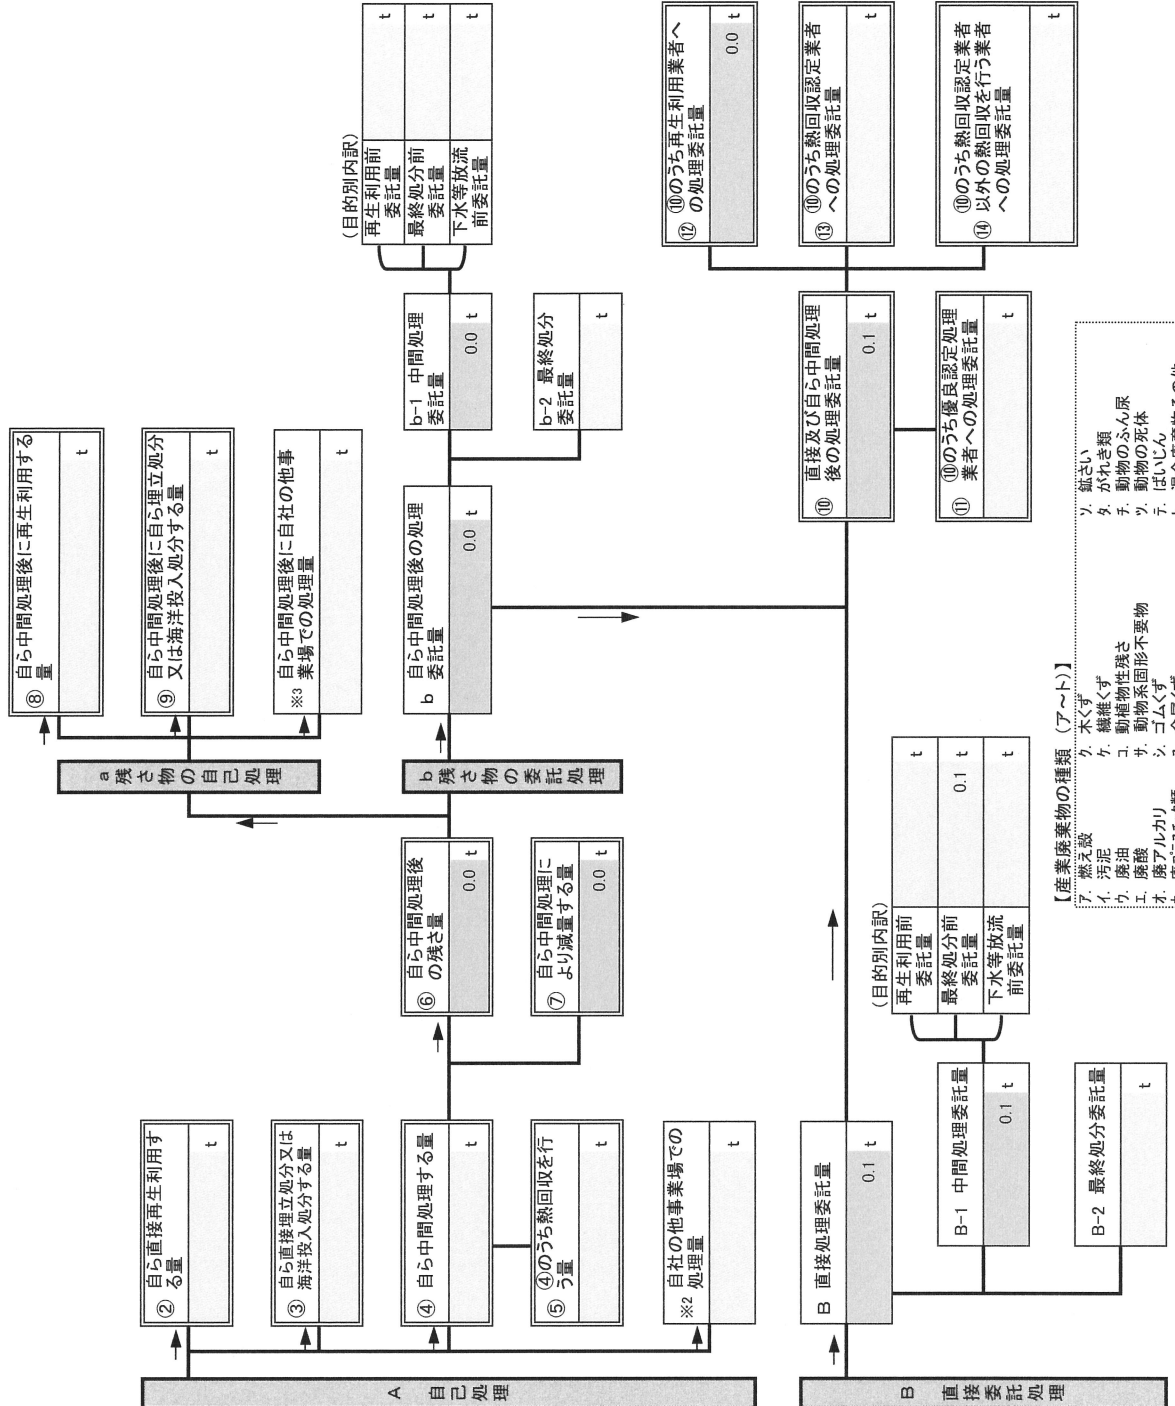 A 自己処理
② 自ら直接再生利用す
る量
t
③ 自ら直接埋立処分又は
海洋投入処分する量
t
④ 自ら中間処理する量
t
⑤ ④のうち熱回収を行
う量
t
※2 自社の他事業場での
処理量
t
⑥ 自ら中間処理後
の残さ量
0.0 t
⑦ 自ら中間処理に
より減量する量
0.0 t
a 残さ物の自己処理
⑧ 自ら中間処理後に再生利用する
量
t
⑨ 自ら中間処理後に自ら埋立処分
又は海洋投入処分する量
t
※3 自ら中間処理後に自社の他事
業場での処理量
t
b 残さ物の委託処理
b 自ら中間処理後の処理
委託量
0.0 t
b-1 中間処理
委託量
0.0 t
b-2 最終処分
委託量
t
(目的別内訳)
再生利用前
委託量
t
最終処分前
委託量
t
下水等放流
前委託量
t
B 直接委託処理
B 直接処理委託量
0.1 t
B-1 中間処理委託量
0.1 t
B-2 最終処分委託量
t
(目的別内訳)
再生利用前
委託量
t
最終処分前
委託量
0.1 t
下水等放流
前委託量
t
⑩ 直接及び自ら中間処理
後の処理委託量
0.1 t
⑪ ⑩のうち優良認定処理
業者への処理委託量
t
⑫ ⑩のうち再生利用業者へ
の処理委託量
0.0 t
⑬ ⑩のうち熱回収認定業者
への処理委託量
t
⑭ ⑩のうち熱回収認定業者
以外の熱回収を行う業者
への処理委託量
t
【産業廃棄物の種類 (ア~ト)】
ア. 燃え殻
イ. 汚泥
ウ. 廃油
エ. 廃酸
オ. 廃アルカリ
ク. 木くず
ケ. 繊維くず
コ. 動植物性残さ
サ. 動物系固形不要物
シ. ゴムくず
ソ. 鉱さい
タ. がれき類
チ. 動物のふん尿
ツ. 動物の死体
テ. ばいじん